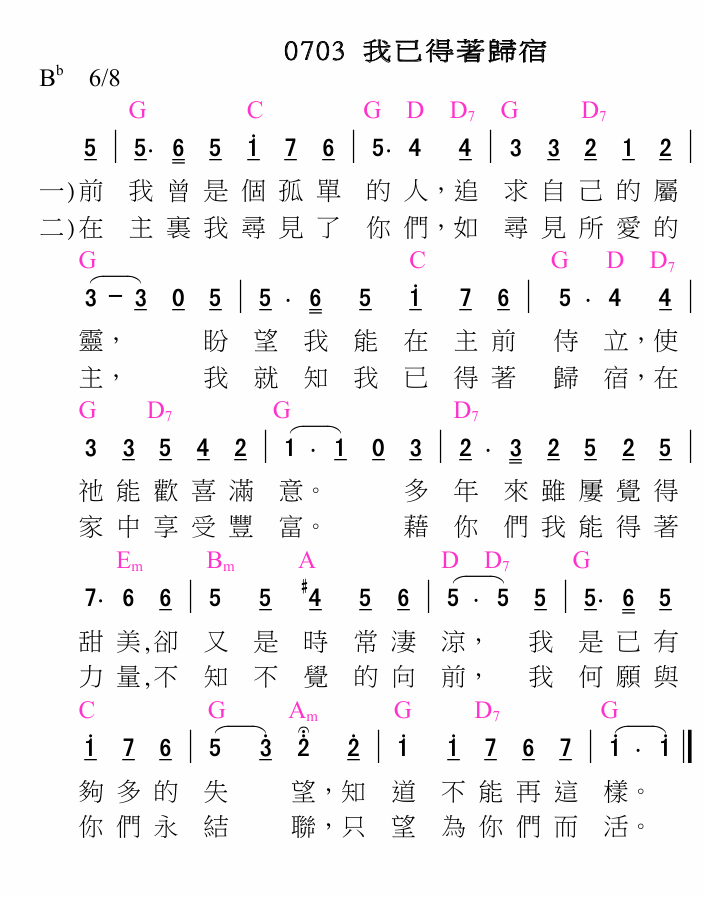 0703 我已得著歸宿
B♭ 6/8
G C G D D7 G D7
5 | 5· 6 5 i 7 6 | 5· 4 4 | 3 3 2 1 2 |
一)前 我曾是個孤單 的人,追 求自己的屬
二)在 主裏我尋見了 你們,如 尋見所愛的
G C G D D7
3 – 3 0 5 | 5 · 6 5 i 7 6 | 5 · 4 4 |
靈, 盼 望我能在主前 侍立,使
主, 我 就知我已得著 歸宿,在
G D7 G D7
3 3 5 4 2 | 1 · 1 0 3 | 2 · 3 2 5 2 5 |
祂能歡喜滿 意。 多 年來雖屢覺得
家中享受豐 富。 藉 你們我能得著
Em Bm A D D7 G
7· 6 6 | 5 5 #4 5 6 | 5 · 5 5 | 5· 6 5
甜美,卻 又是時常淒 涼, 我 是已有
力量,不 知不覺的向 前, 我 何願與
C G Am G D7 G
i 7 6 | 5 3̇ 2̇ 2̇ | i i 7 6 7 | i · i ‖
夠多的 失 望,知 道不能再這 樣。
你們永 結 聯,只 望為你們而 活。